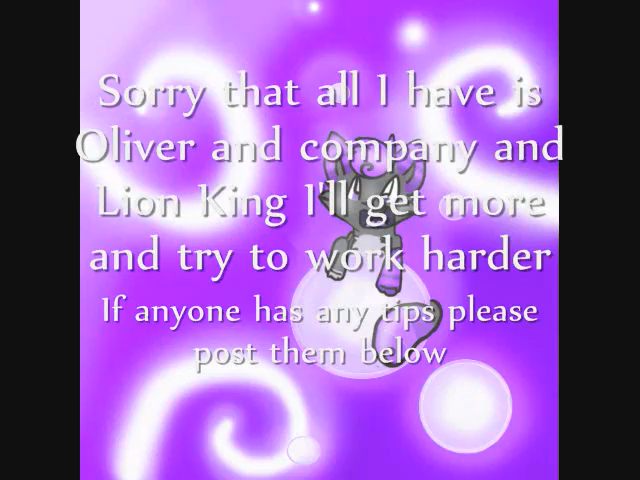 Sorry that all I have is
Oliver and company and
Lion King I'll get more
and try to work harder
If anyone has any tips please
post them below